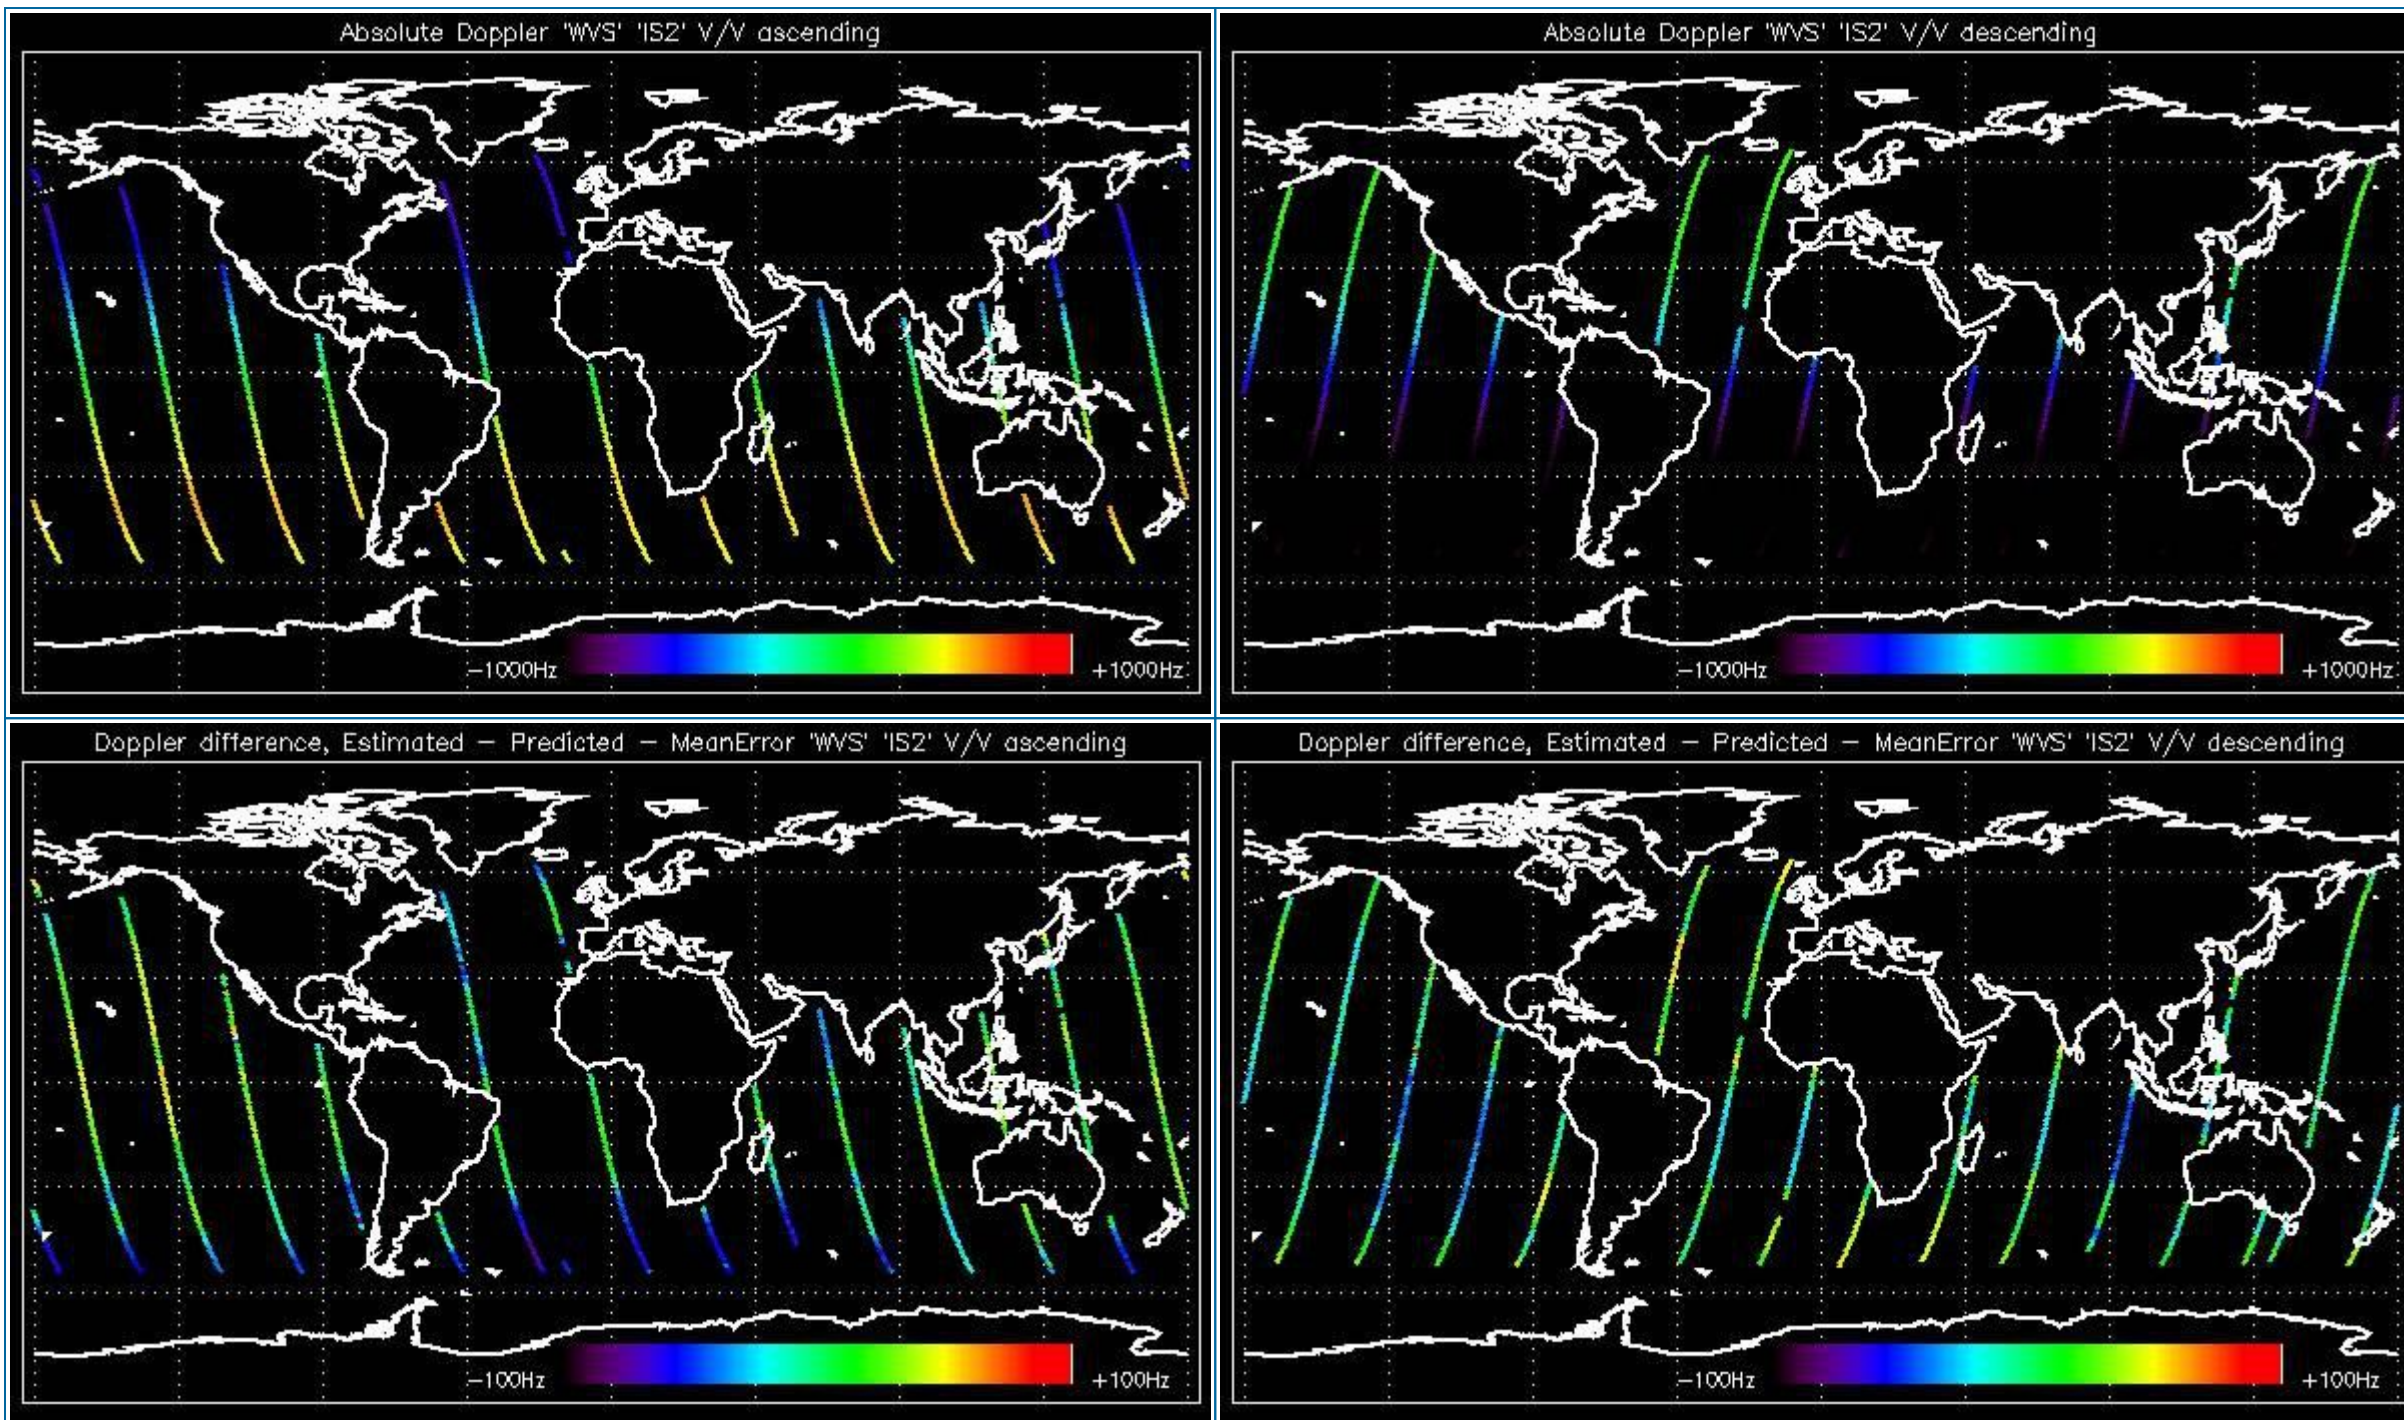 Absolute Doppler 'WVS' 'IS2' V/V ascending
-1000Hz
+1000Hz
Absolute Doppler 'WVS' 'IS2' V/V descending
-1000Hz
+1000Hz
Doppler difference, Estimated - Predicted - MeanError 'WVS' 'IS2' V/V ascending
-100Hz
+100Hz
Doppler difference, Estimated - Predicted - MeanError 'WVS' 'IS2' V/V descending
-100Hz
+100Hz